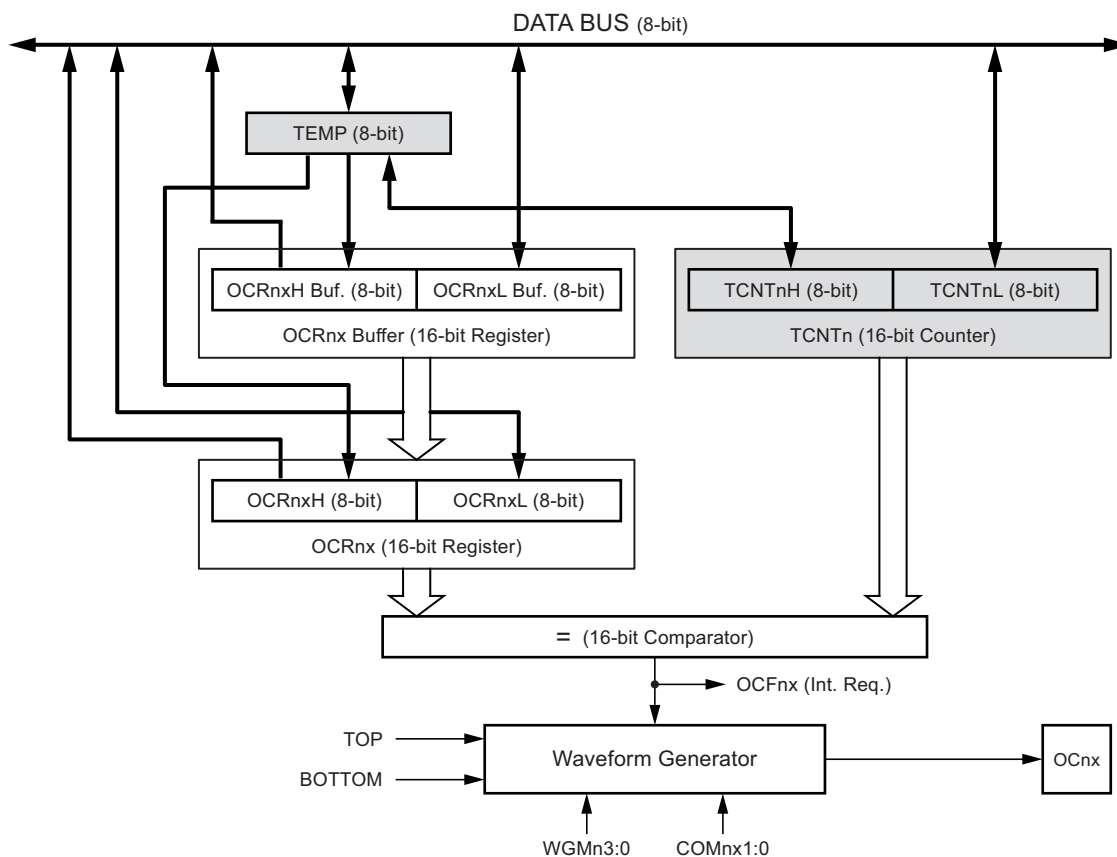 DATA BUS (8-bit)
TEMP (8-bit)
OCRnxH Buf. (8-bit)
OCRnxL Buf. (8-bit)
OCRnx Buffer (16-bit Register)
TCNTnH (8-bit)
TCNTnL (8-bit)
TCNTn (16-bit Counter)
OCRnxH (8-bit)
OCRnxL (8-bit)
OCRnx (16-bit Register)
= (16-bit Comparator)
OCFnx (Int. Req.)
TOP
BOTTOM
Waveform Generator
OCnx
WGMn3:0
COMnx1:0